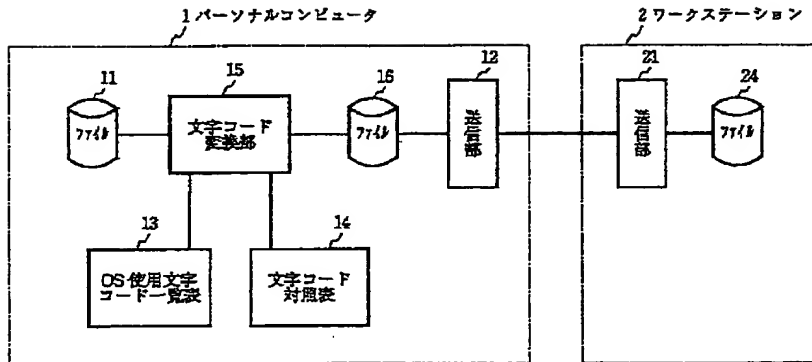 1 パーソナルコンピュータ
2 ワークステーション
11
15
16
12
21
24
ファイル
文字コード
変換部
ファイル
送信部
送信部
ファイル
13
14
OS使用文字
コード一覧表
文字コード
対照表